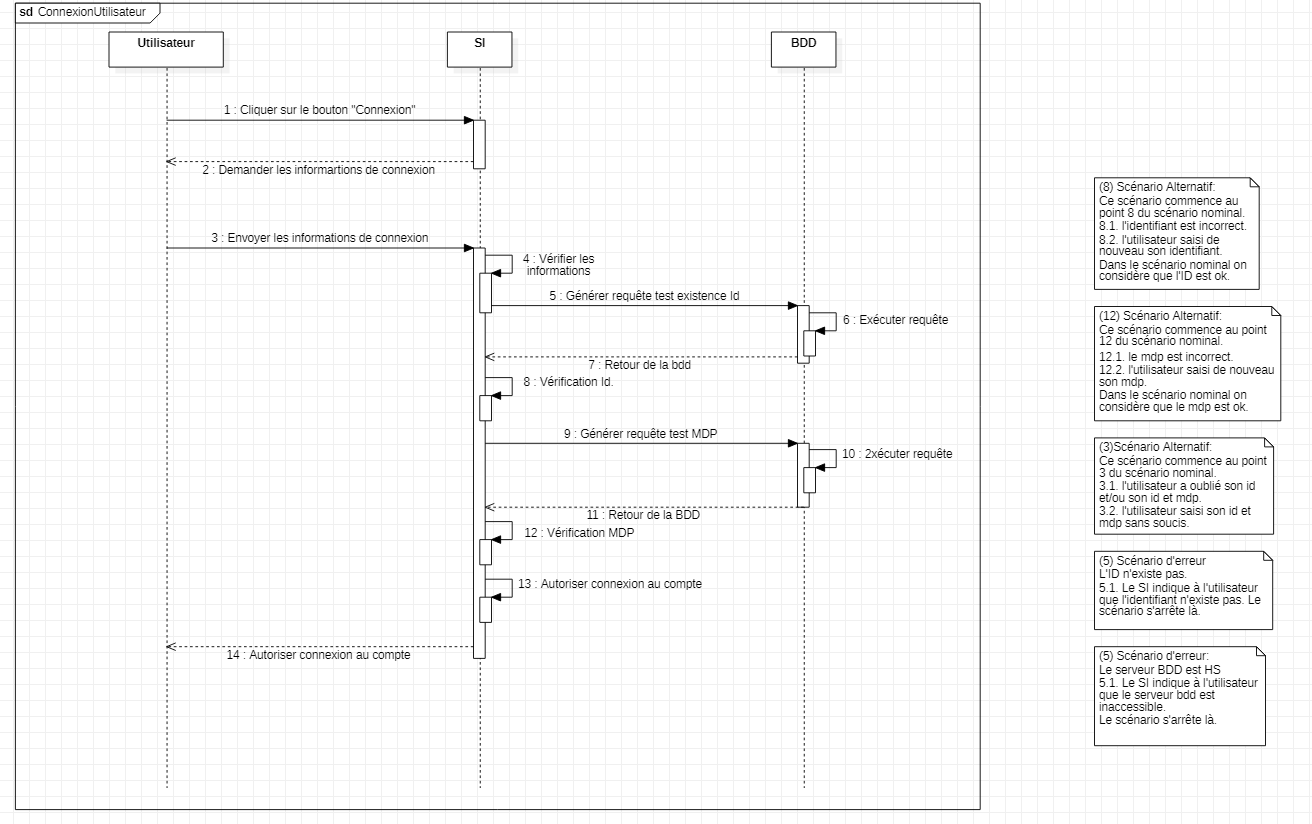 sd ConnexionUtilisateur
Utilisateur
SI
BDD
1 : Cliquer sur le bouton "Connexion"
2 : Demander les informartions de connexion
3 : Envoyer les informations de connexion
4 : Vérifier les
informations
5 : Générer requête test existence Id
6 : Exécuter requête
7 : Retour de la bdd
8 : Vérification Id.
9 : Générer requête test MDP
10 : 2xécuter requête
11 : Retour de la BDD
12 : Vérification MDP
13 : Autoriser connexion au compte
14 : Autoriser connexion au compte
(8) Scénario Alternatif:
Ce scénario commence au
point 8 du scénario nominal.
8.1. l'identifiant est incorrect.
8.2. l'utilisateur saisi de
nouveau son identifiant.
Dans le scénario nominal on
considère que l'ID est ok.
(12) Scénario Alternatif:
Ce scénario commence au point
12 du scénario nominal.
12.1. le mdp est incorrect.
12.2. l'utilisateur saisi de nouveau
son mdp.
Dans le scénario nominal on
considère que le mdp est ok.
(3)Scénario Alternatif:
Ce scénario commence au point
3 du scénario nominal.
3.1. l'utilisateur a oublié son id
et/ou son id et mdp.
3.2. l'utilisateur saisi son id et
mdp sans soucis.
(5) Scénario d'erreur
L'ID n'existe pas.
5.1. Le SI indique à l'utilisateur
que l'identifiant n'existe pas. Le
scénario s'arrête là.
(5) Scénario d'erreur:
Le serveur BDD est HS
5.1. Le SI indique à l'utilisateur
que le serveur bdd est
inaccessible.
Le scénario s'arrête là.